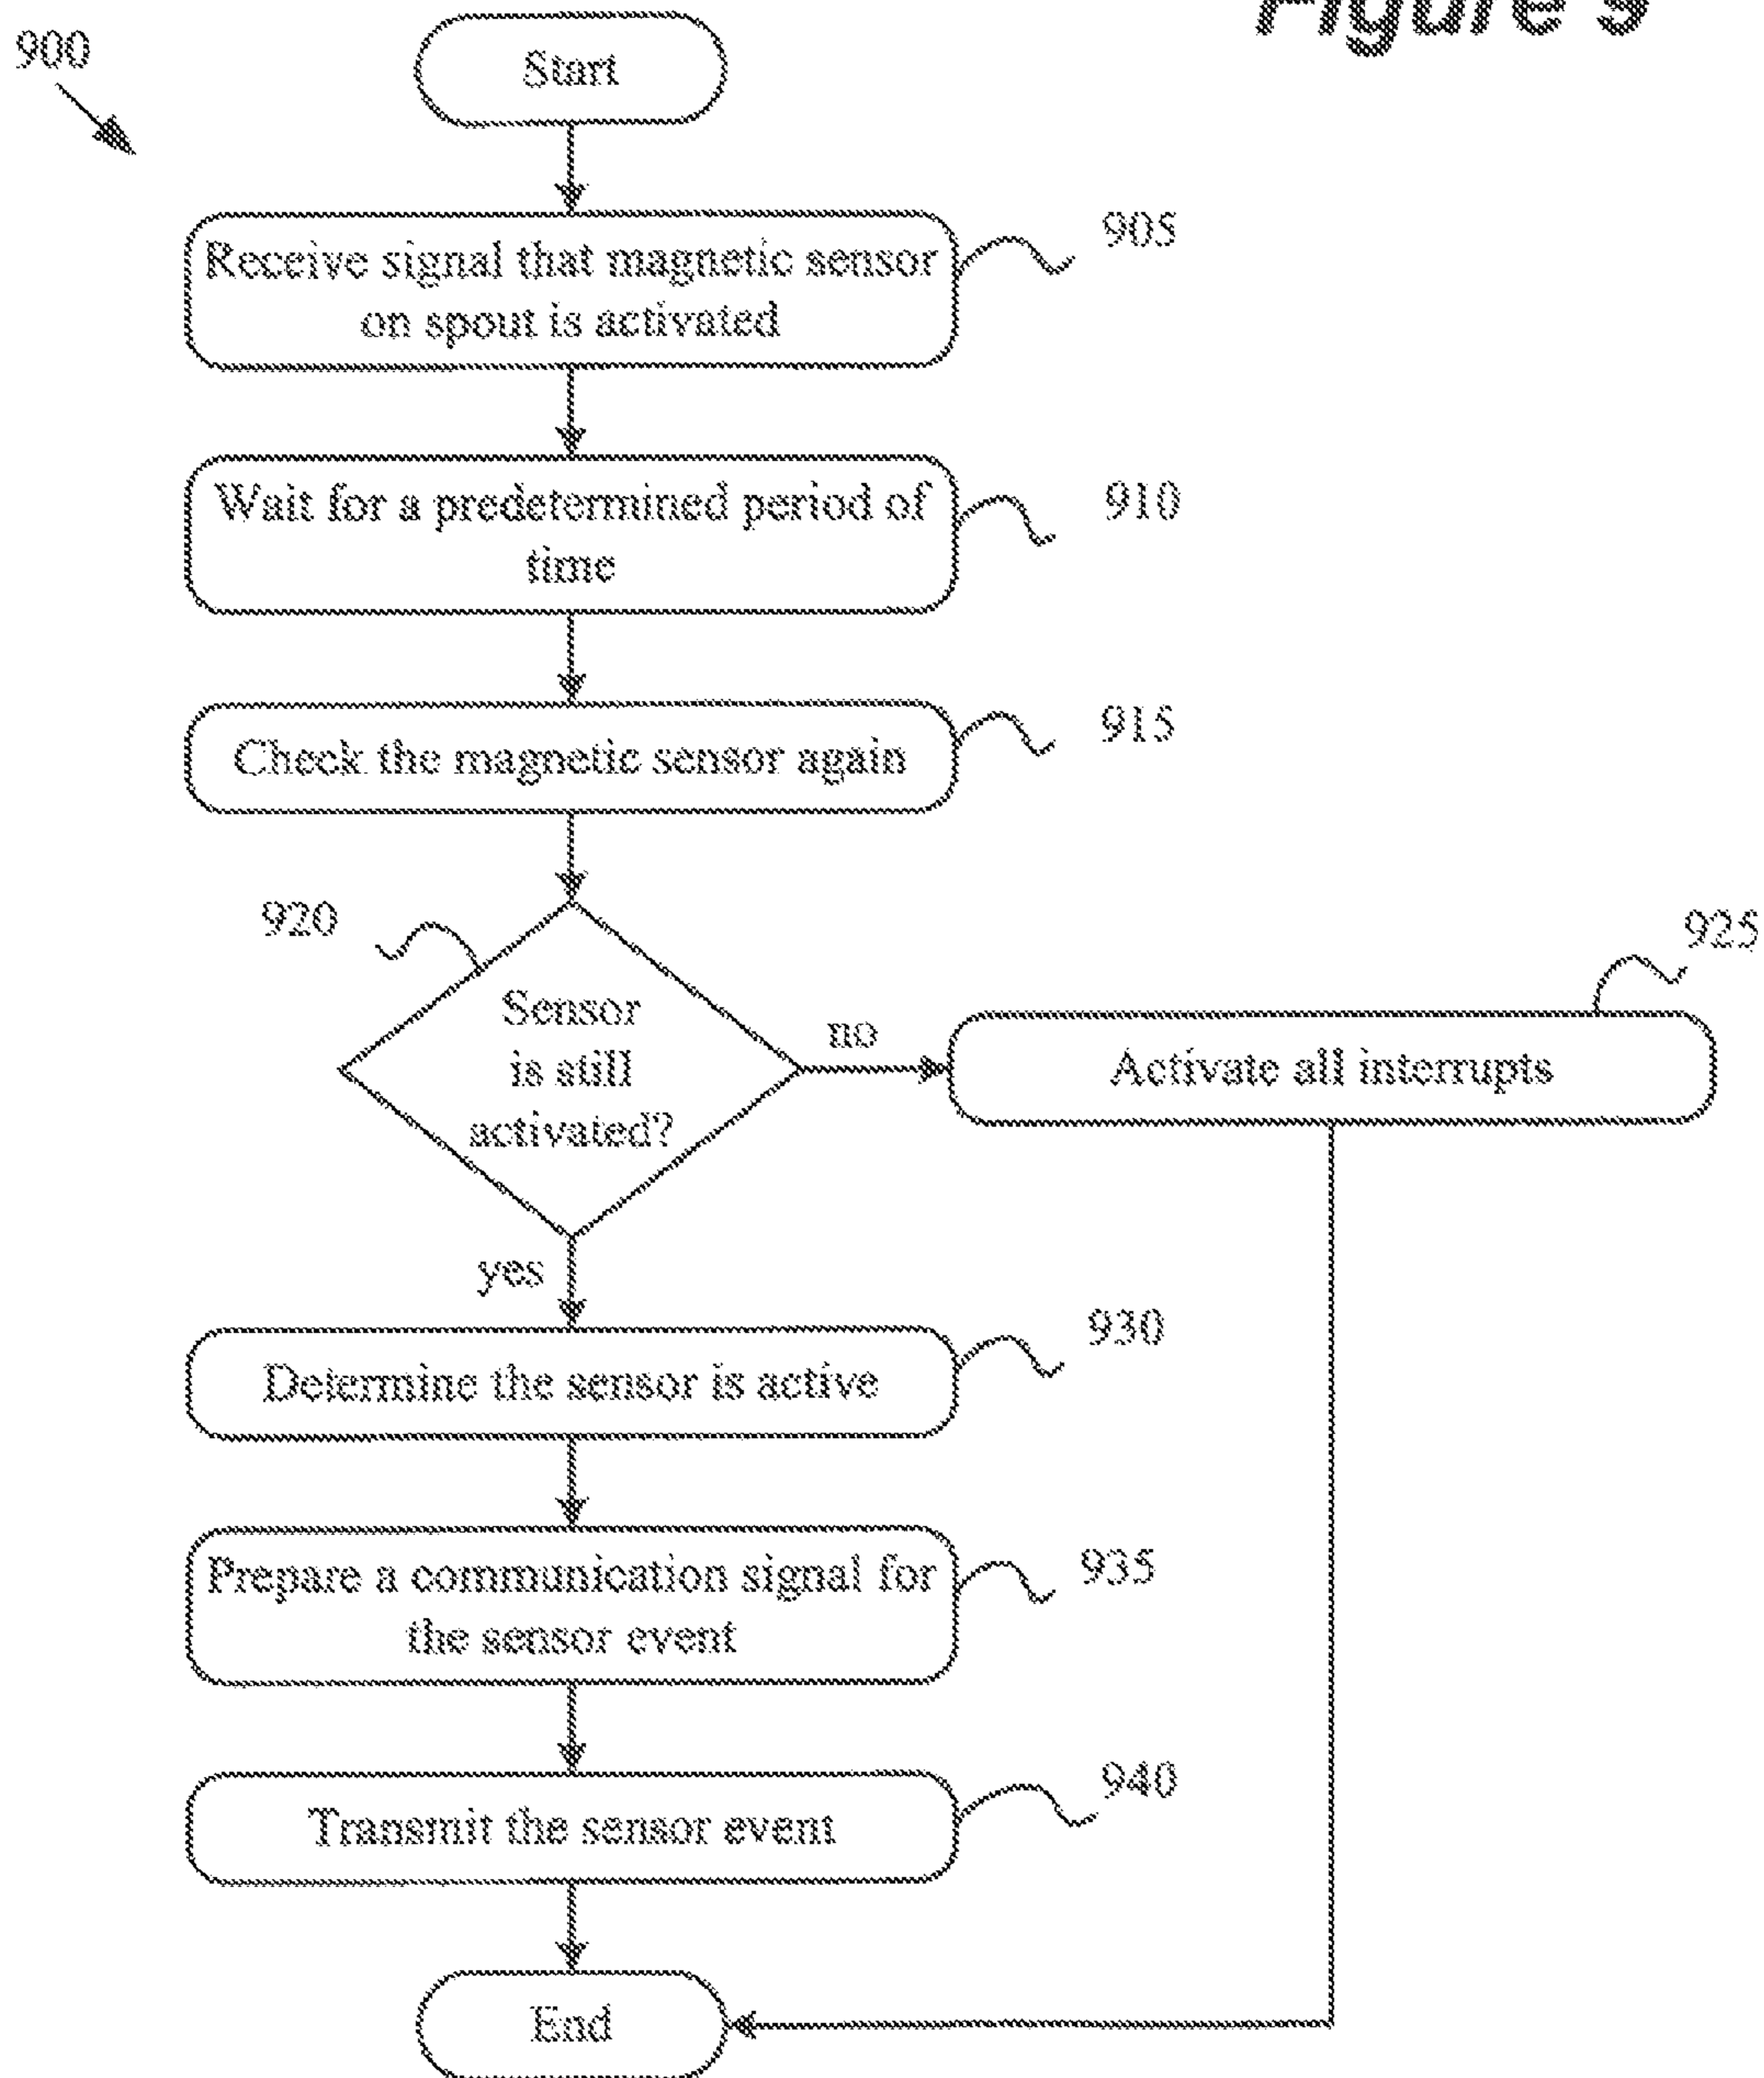 Figure 9
900
Start
Receive signal that magnetic sensor
on spout is activated
905
Wait for a predetermined period of
time
910
Check the magnetic sensor again
915
920
Sensor
is still
activated?
no
925
Activate all interrupts
yes
Determine the sensor is active
930
Prepare a communication signal for
the sensor event
935
Transmit the sensor event
940
End